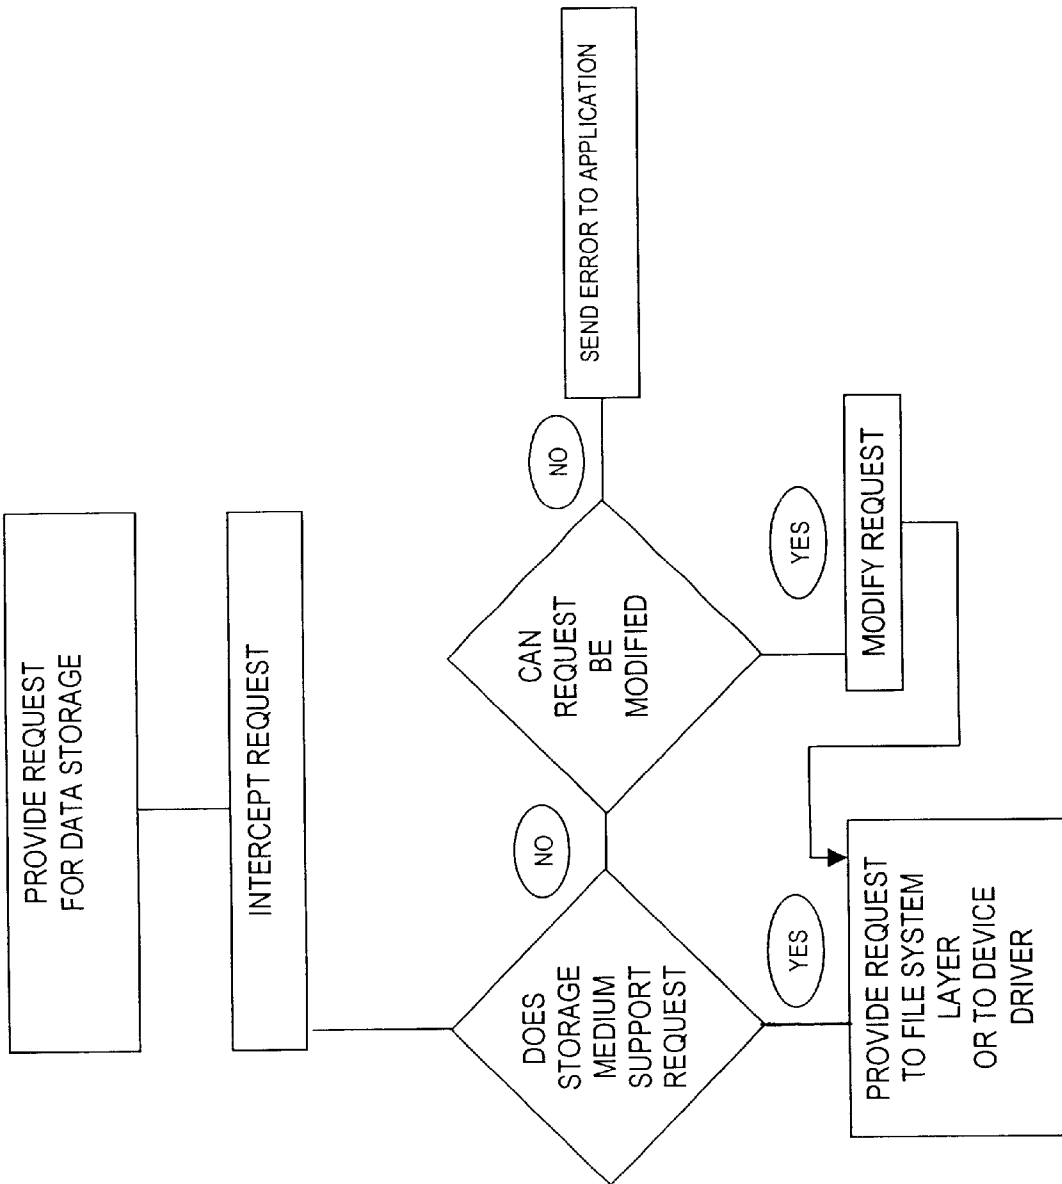 PROVIDE REQUEST
FOR DATA STORAGE
INTERCEPT REQUEST
DOES
STORAGE
MEDIUM
SUPPORT
REQUEST
NO
CAN
REQUEST
BE
MODIFIED
NO
SEND ERROR TO APPLICATION
YES
PROVIDE REQUEST
TO FILE SYSTEM
LAYER
OR TO DEVICE
DRIVER
YES
MODIFY REQUEST